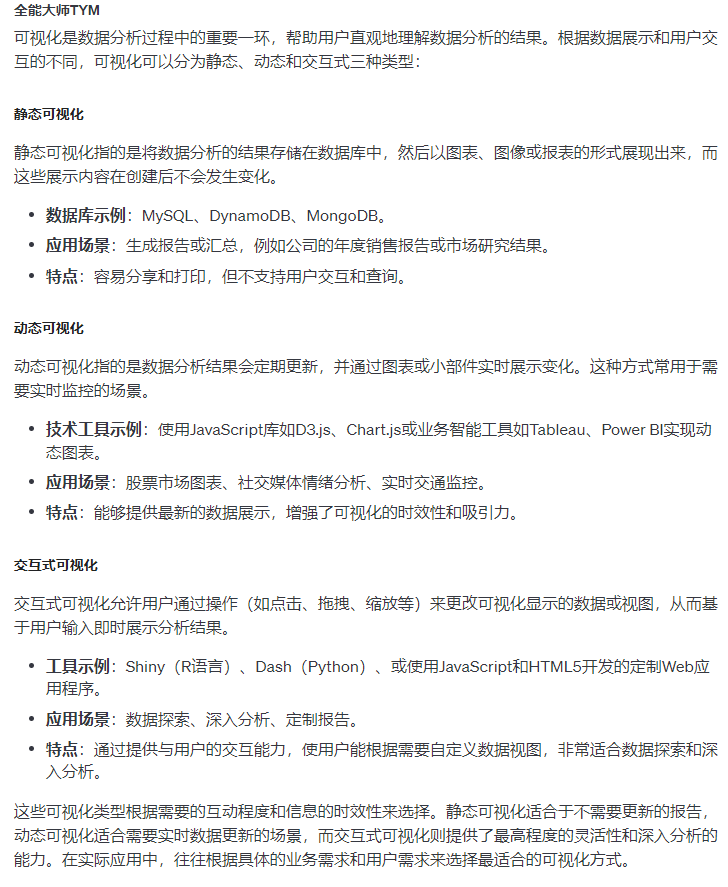 全能大师TYM
可视化是数据分析过程中的重要一环，帮助用户直观地理解数据分析的结果。根据数据展示和用户交
互的不同，可视化可以分为静态、动态和交互式三种类型：
静态可视化
静态可视化指的是将数据分析的结果存储在数据库中，然后以图表、图像或报表的形式展现出来，而
这些展示内容在创建后不会发生变化。
• 数据库示例：MySQL、DynamoDB、MongoDB。
• 应用场景：生成报告或汇总，例如公司的年度销售报告或市场研究结果。
• 特点：容易分享和打印，但不支持用户交互和查询。
动态可视化
动态可视化指的是数据分析结果会定期更新，并通过图表或小部件实时展示变化。这种方式常用于需
要实时监控的场景。
• 技术工具示例：使用JavaScript库如D3.js、Chart.js或业务智能工具如Tableau、Power BI实现动
态图表。
• 应用场景：股票市场图表、社交媒体情绪分析、实时交通监控。
• 特点：能够提供最新的数据展示，增强了可视化的时效性和吸引力。
交互式可视化
交互式可视化允许用户通过操作（如点击、拖拽、缩放等）来更改可视化显示的数据或视图，从而基
于用户输入即时展示分析结果。
• 工具示例：Shiny（R语言）、Dash（Python）、或使用JavaScript和HTML5开发的定制Web应
用程序。
• 应用场景：数据探索、深入分析、定制报告。
• 特点：通过提供与用户的交互能力，使用户能根据需要自定义数据视图，非常适合数据探索和深
入分析。
这些可视化类型根据需要的互动程度和信息的时效性来选择。静态可视化适合于不需要更新的报告，
动态可视化适合需要实时数据更新的场景，而交互式可视化则提供了最高程度的灵活性和深入分析的
能力。在实际应用中，往往根据具体的业务需求和用户需求来选择最适合的可视化方式。